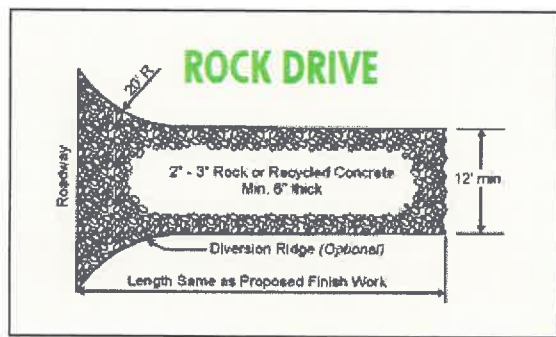 ROCK DRIVE
20' R
Roadway
2" - 3" Rock or Recycled Concrete
Min. 6" thick
12' min
Diversion Ridge (Optional)
Length Same as Proposed Finish Work